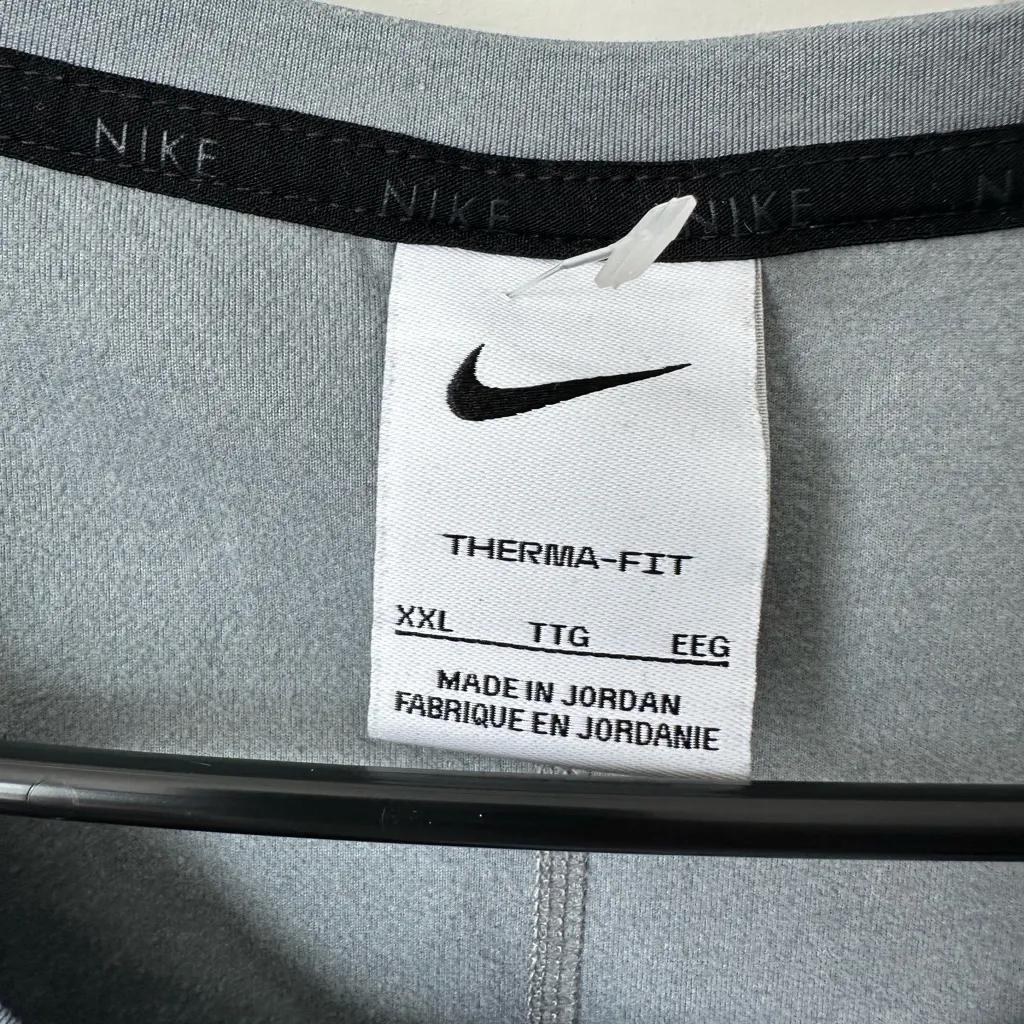 NIKE NIKE NIKE N
THERMA-FIT
XXL TTG EEG
MADE IN JORDAN
FABRIQUE EN JORDANIE